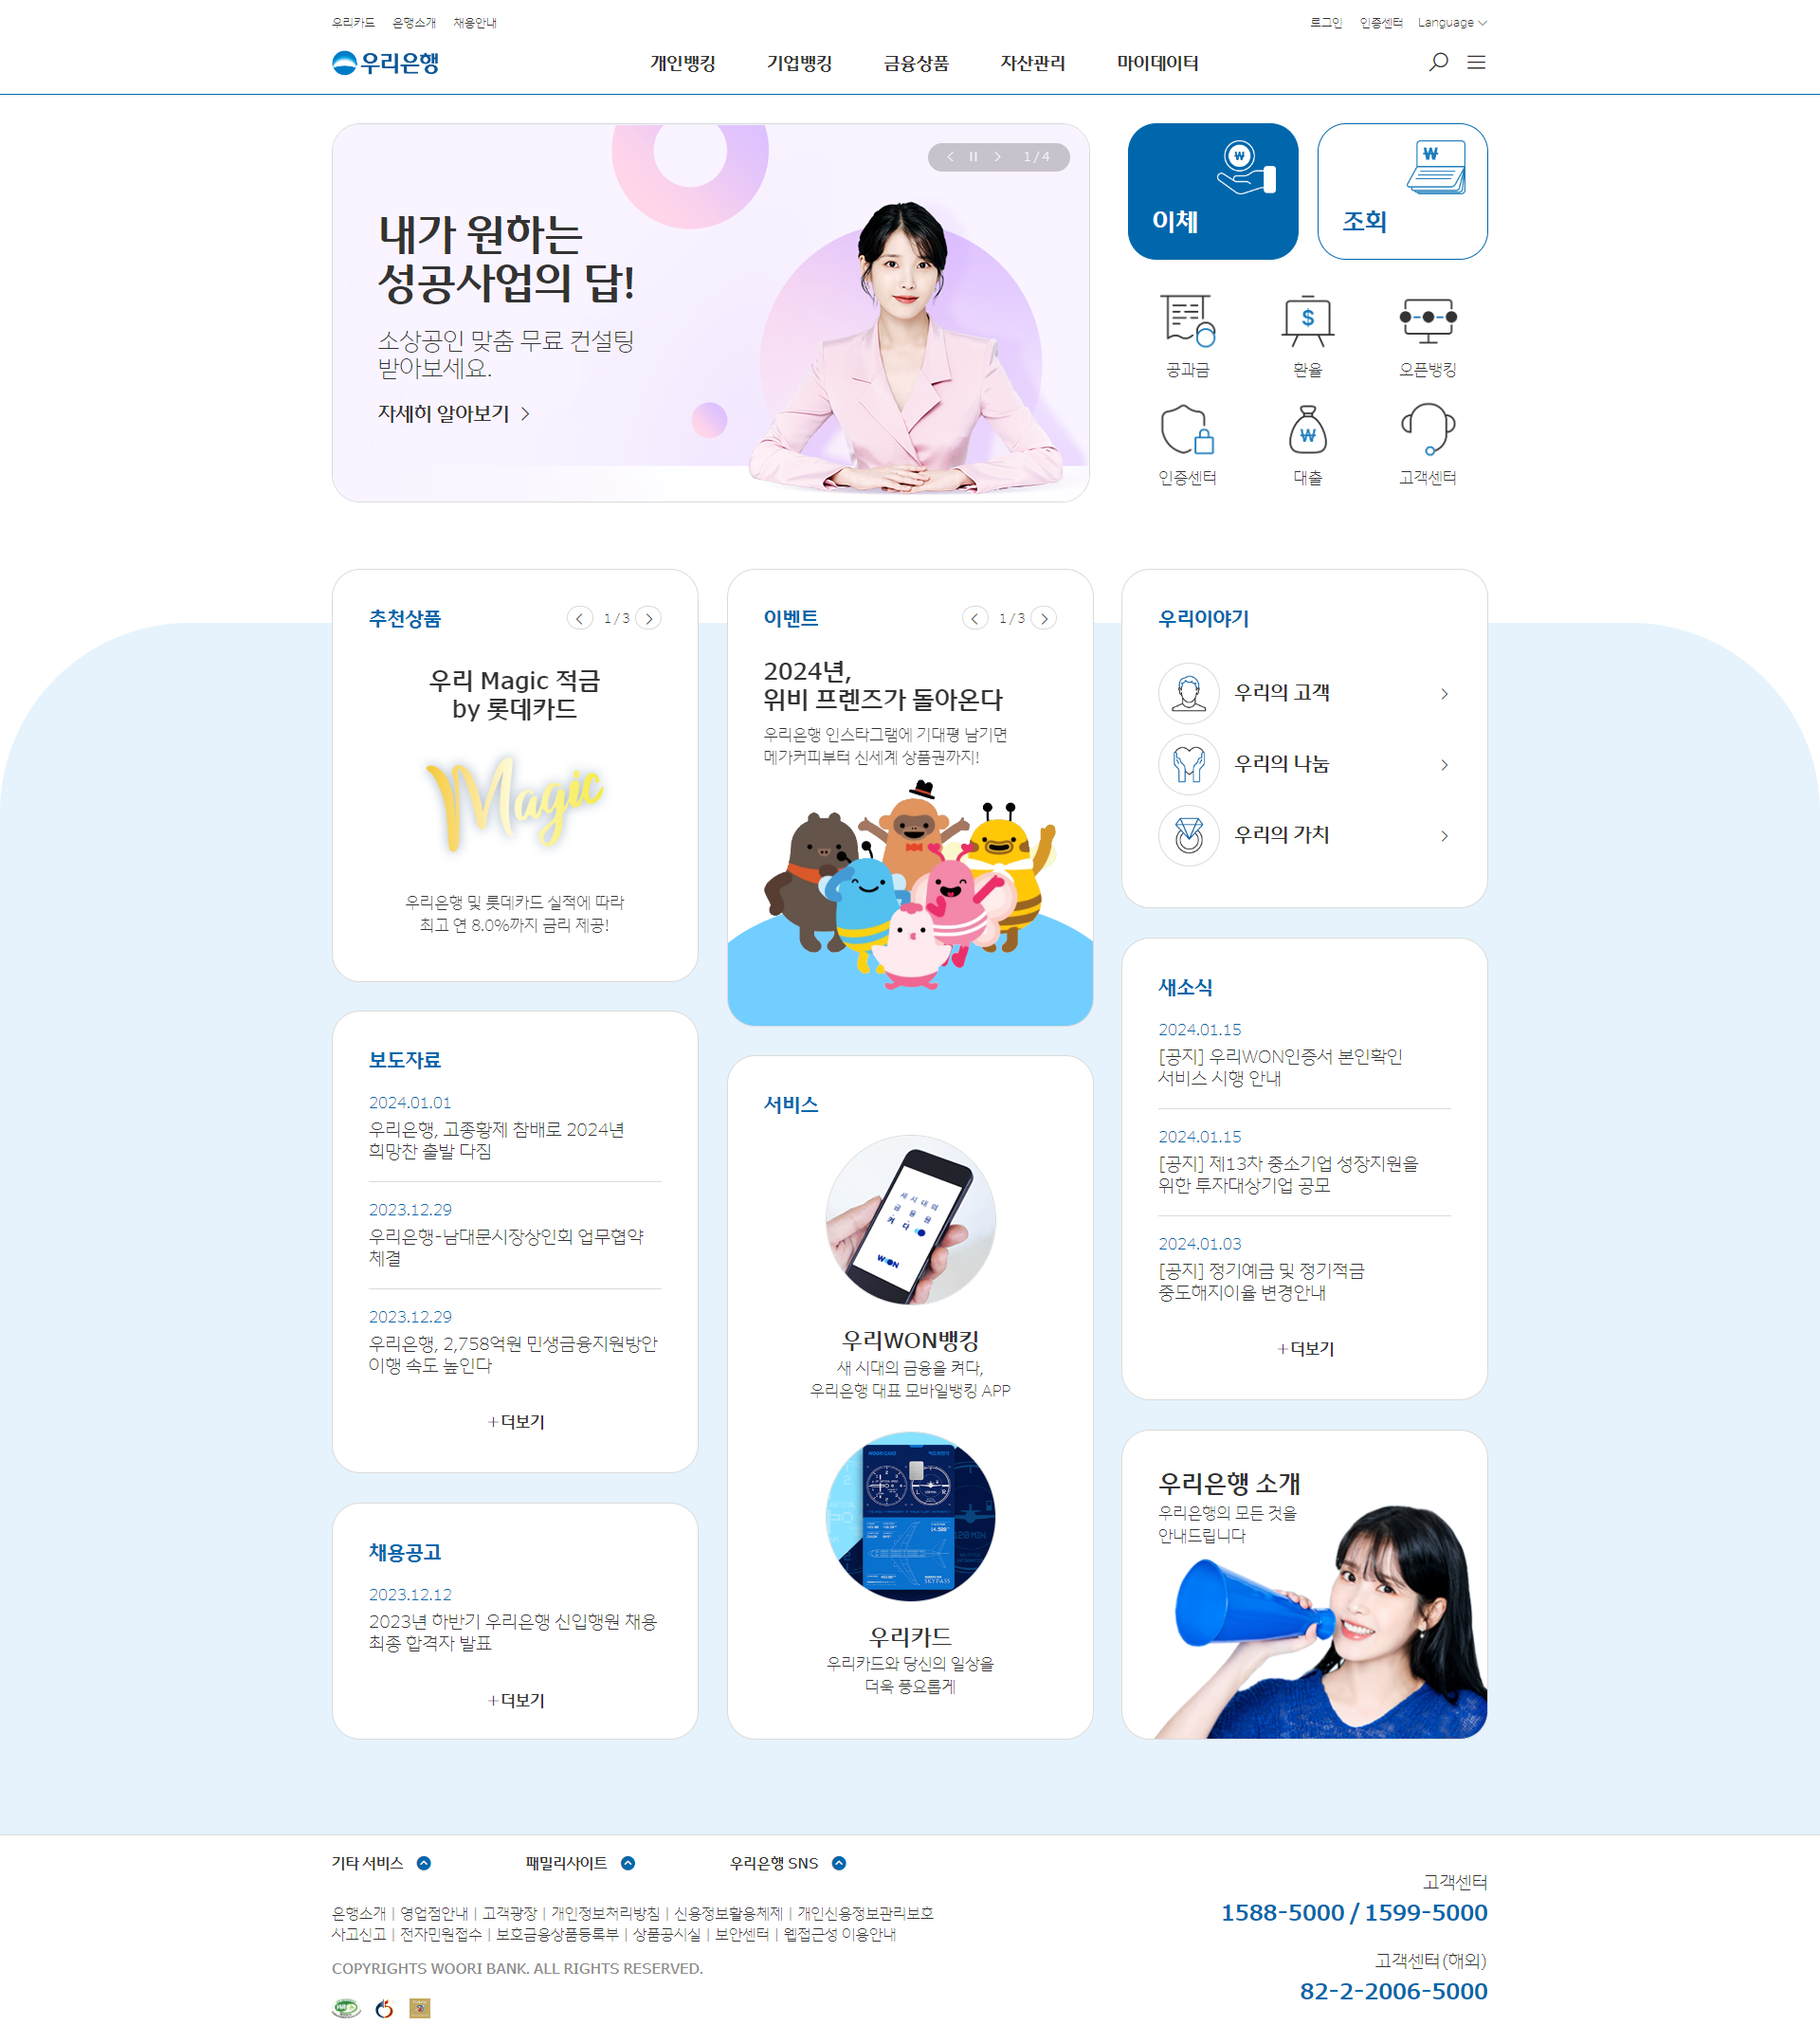 우리카드 은행소개 채용안내
로그인 인증센터 Language
우리은행
개인뱅킹 기업뱅킹 금융상품 자산관리 마이데이터
1/4
내가 원하는
성공사업의 답!
소상공인 맞춤 무료 컨설팅
받아보세요.
자세히 알아보기
이체
조회
공과금 환율 오픈뱅킹
인증센터 대출 고객센터
추천상품
1/3
우리 Magic 적금
by 롯데카드
Magic
우리은행 및 롯데카드 실적에 따라
최고 연 8.0%까지 금리 제공!
보도자료
2024.01.01
우리은행, 고종황제 참배로 2024년
희망찬 출발 다짐
2023.12.29
우리은행-남대문시장상인회 업무협약
체결
2023.12.29
우리은행, 2,758억원 민생금융지원방안
이행 속도 높인다
+더보기
채용공고
2023.12.12
2023년 하반기 우리은행 신입행원 채용
최종 합격자 발표
+더보기
이벤트
1/3
2024년,
위비 프렌즈가 돌아온다
우리은행 인스타그램에 기대평 남기면
메가커피부터 신세계 상품권까지!
서비스
새 시대의
금융을
켜다
WON
우리WON뱅킹
새 시대의 금융을 켜다,
우리은행 대표 모바일뱅킹 APP
SKYPASS
우리카드
우리카드와 당신의 일상을
더욱 풍요롭게
우리이야기
우리의 고객
우리의 나눔
우리의 가치
새소식
2024.01.15
[공지] 우리WON인증서 본인확인
서비스 시행 안내
2024.01.15
[공지] 제13차 중소기업 성장지원을
위한 투자대상기업 공모
2024.01.03
[공지] 정기예금 및 정기적금
중도해지이율 변경안내
+더보기
우리은행 소개
우리은행의 모든 것을
안내드립니다
기타 서비스 패밀리사이트 우리은행 SNS
은행소개 | 영업점안내 | 고객광장 | 개인정보처리방침 | 신용정보활용체제 | 개인신용정보관리보호
사고신고 | 전자민원접수 | 보호금융상품등록부 | 상품공시실 | 보안센터 | 웹접근성 이용안내
COPYRIGHTS WOORI BANK. ALL RIGHTS RESERVED.
고객센터
1588-5000 / 1599-5000
고객센터(해외)
82-2-2006-5000